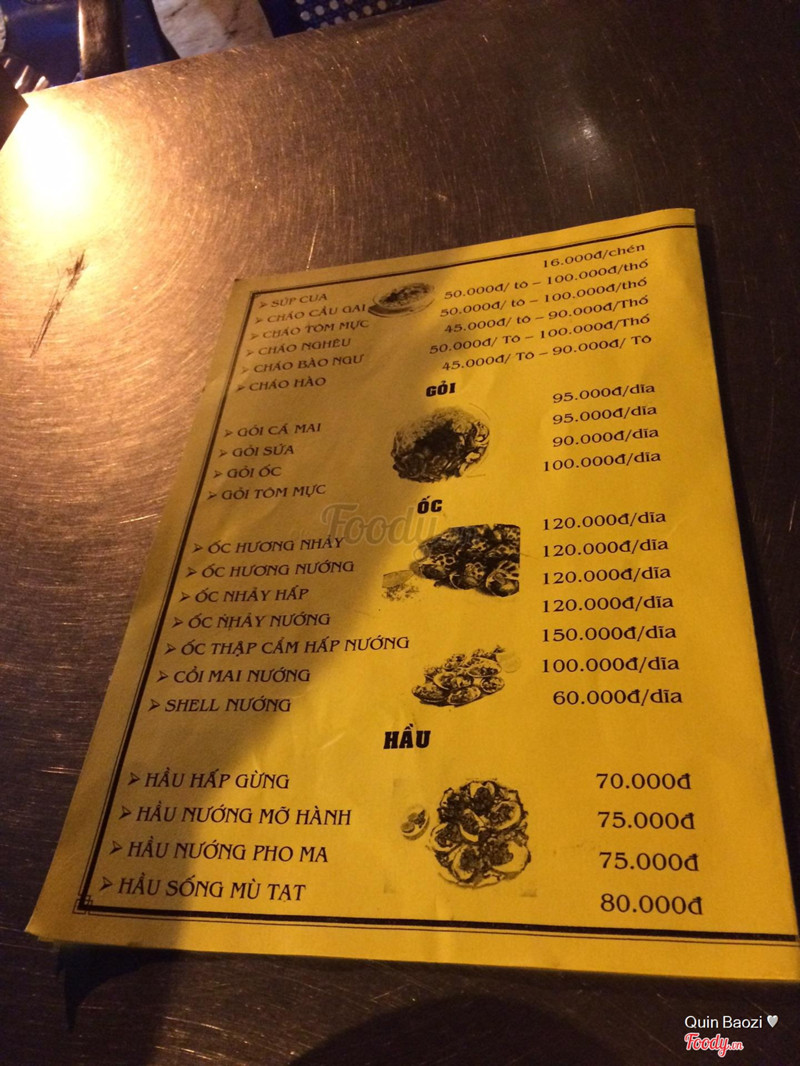 ➢ SÚP CUA 16.000đ/chén
➢ CHÁO CẦU GAI 50.000đ/ tô – 100.000đ/thố
➢ CHÁO TÔM MỰC 50.000đ/ tô – 100.000đ/thố
➢ CHÁO NGHÊU 45.000đ/ tô – 90.000đ/Thố
➢ CHÁO BÀO NGƯ 50.000đ/ Tô – 100.000đ/Thố
➢ CHÁO HÀO 45.000đ/ Tô – 90.000đ/ Tô
GỎI
➢ GỎI CÁ MAI 95.000đ/dĩa
➢ GỎI SỨA 95.000đ/dĩa
➢ GỎI ỐC 90.000đ/dĩa
➢ GỎI TÔM MỰC 100.000đ/dĩa
ỐC
➢ ỐC HƯƠNG NHẢY 120.000đ/dĩa
➢ ỐC HƯƠNG NƯỚNG 120.000đ/dĩa
➢ ỐC NHẢY HẤP 120.000đ/dĩa
➢ ỐC NHẢY NƯỚNG 120.000đ/dĩa
➢ ỐC THẬP CẨM HẤP NƯỚNG 150.000đ/dĩa
➢ CỒI MAI NƯỚNG 100.000đ/dĩa
➢ SHELL NƯỚNG 60.000đ/dĩa
HẦU
➢ HẦU HẤP GỪNG 70.000đ
➢ HẦU NƯỚNG MỠ HÀNH 75.000đ
➢ HẦU NƯỚNG PHO MA 75.000đ
➢ HẦU SỐNG MÙ TẠT 80.000đ
Foody
Quin Baozi
Foody.vn